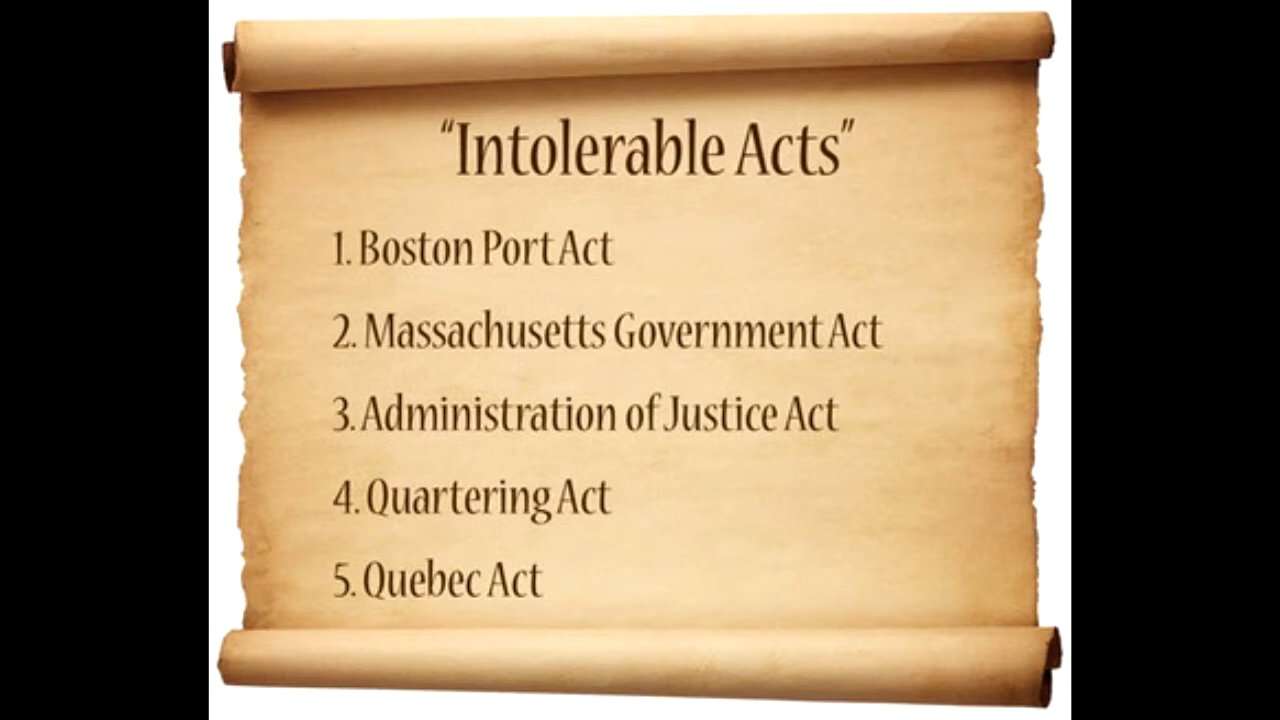 “Intolerable Acts”
1. Boston Port Act
2. Massachusetts Government Act
3. Administration of Justice Act
4. Quartering Act
5. Quebec Act